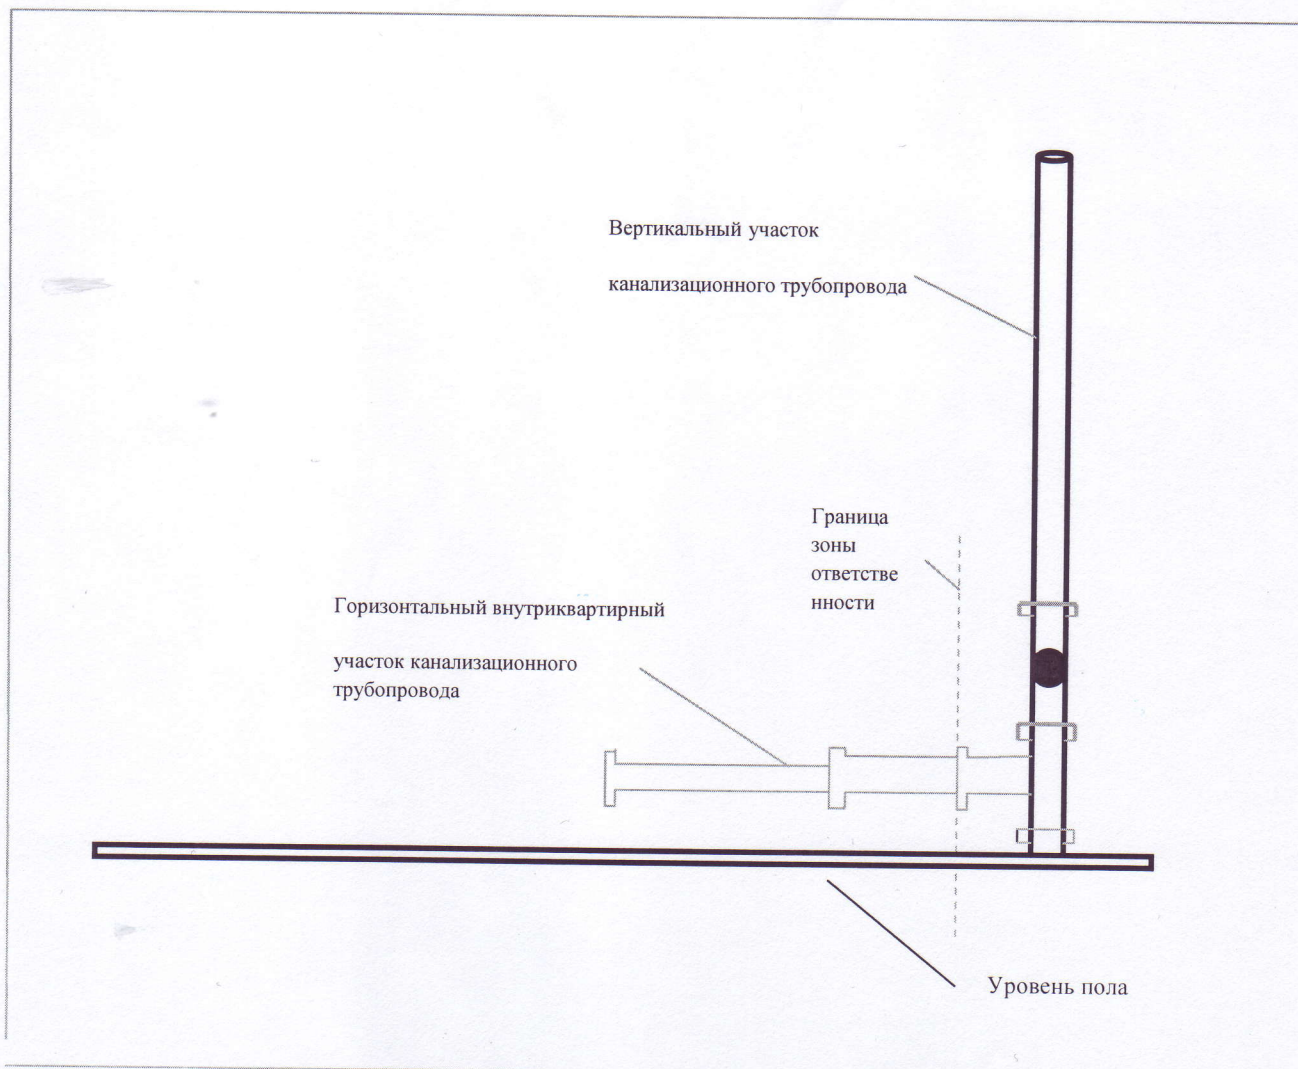 Вертикальный участок
канализационного трубопровода
Граница
зоны
ответстве
нности
Горизонтальный внутриквартирный
участок канализационного
трубопровода
Уровень пола